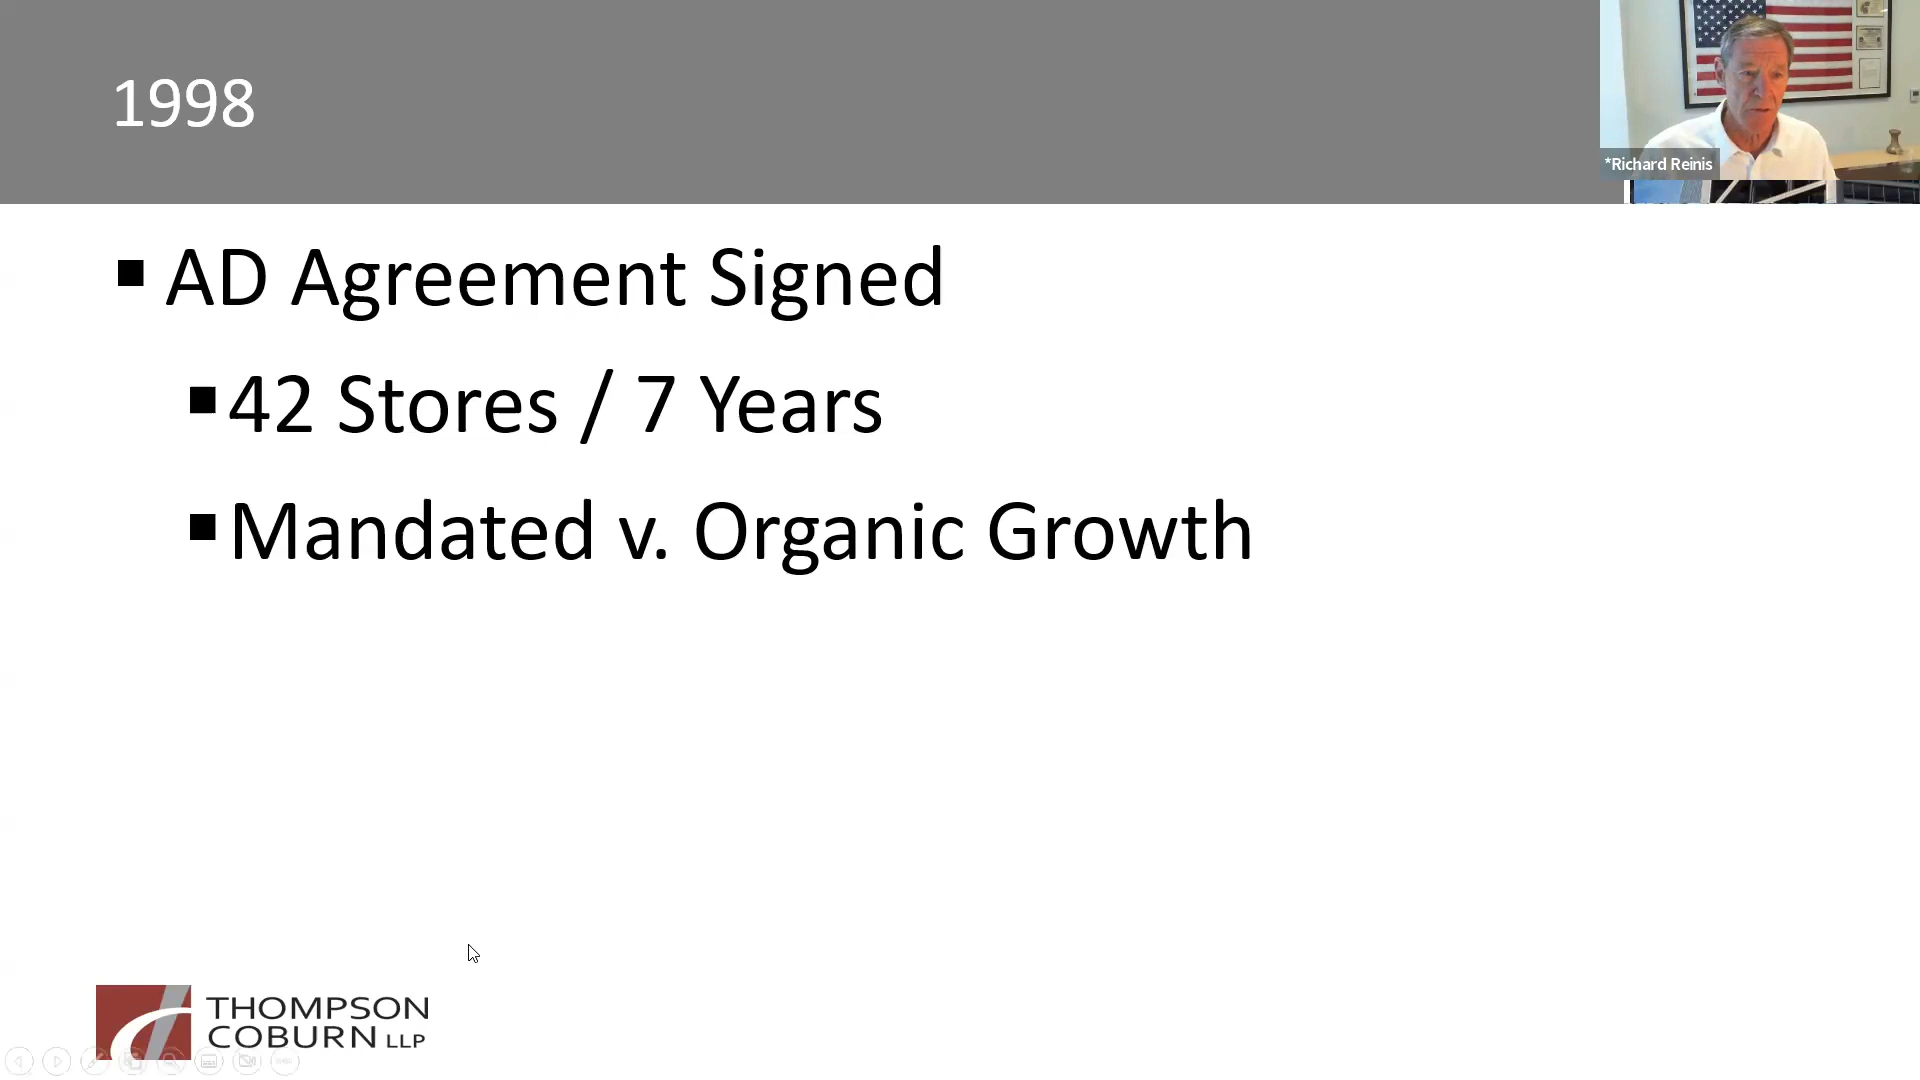 1998
*Richard Reinis
▪ AD Agreement Signed
▪ 42 Stores / 7 Years
▪ Mandated v. Organic Growth
THOMPSON
COBURN LLP